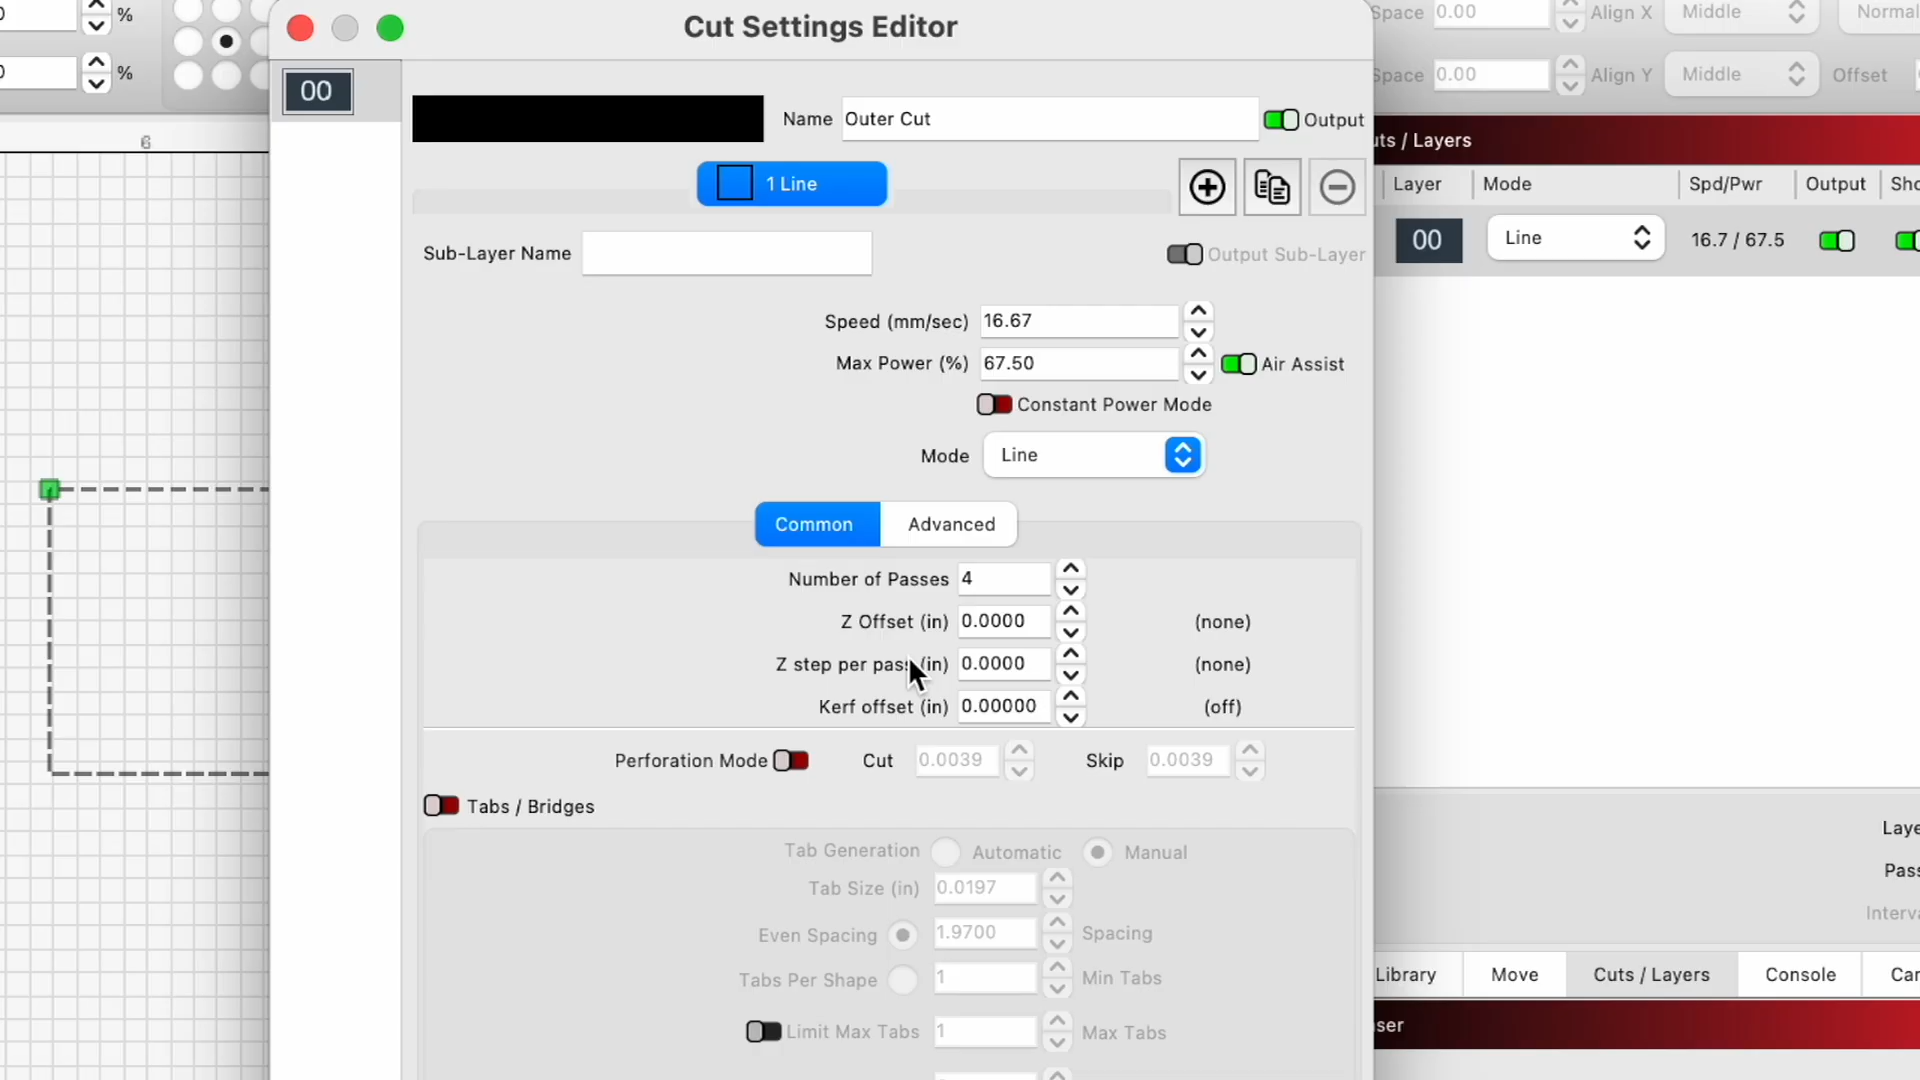 Cut Settings Editor
%
%
6
00
Name Outer Cut Output
1 Line
Sub-Layer Name Output Sub-Layer
Speed (mm/sec) 16.67
Max Power (%) 67.50 Air Assist
Constant Power Mode
Mode Line
Common Advanced
Number of Passes 4
Z Offset (in) 0.0000 (none)
Z step per pass (in) 0.0000 (none)
Kerf offset (in) 0.00000 (off)
Perforation Mode Cut 0.0039 Skip 0.0039
Tabs / Bridges
Tab Generation Automatic Manual
Tab Size (in) 0.0197
Even Spacing 1.9700 Spacing
Tabs Per Shape 1 Min Tabs
Limit Max Tabs 1 Max Tabs
Space 0.00 Align X Middle Normal
Space 0.00 Align Y Middle Offset
uts / Layers
Layer Mode Spd/Pwr Output Sho
00 Line 16.7 / 67.5
Laye
Pass
Interva
Library Move Cuts / Layers Console Car
aser